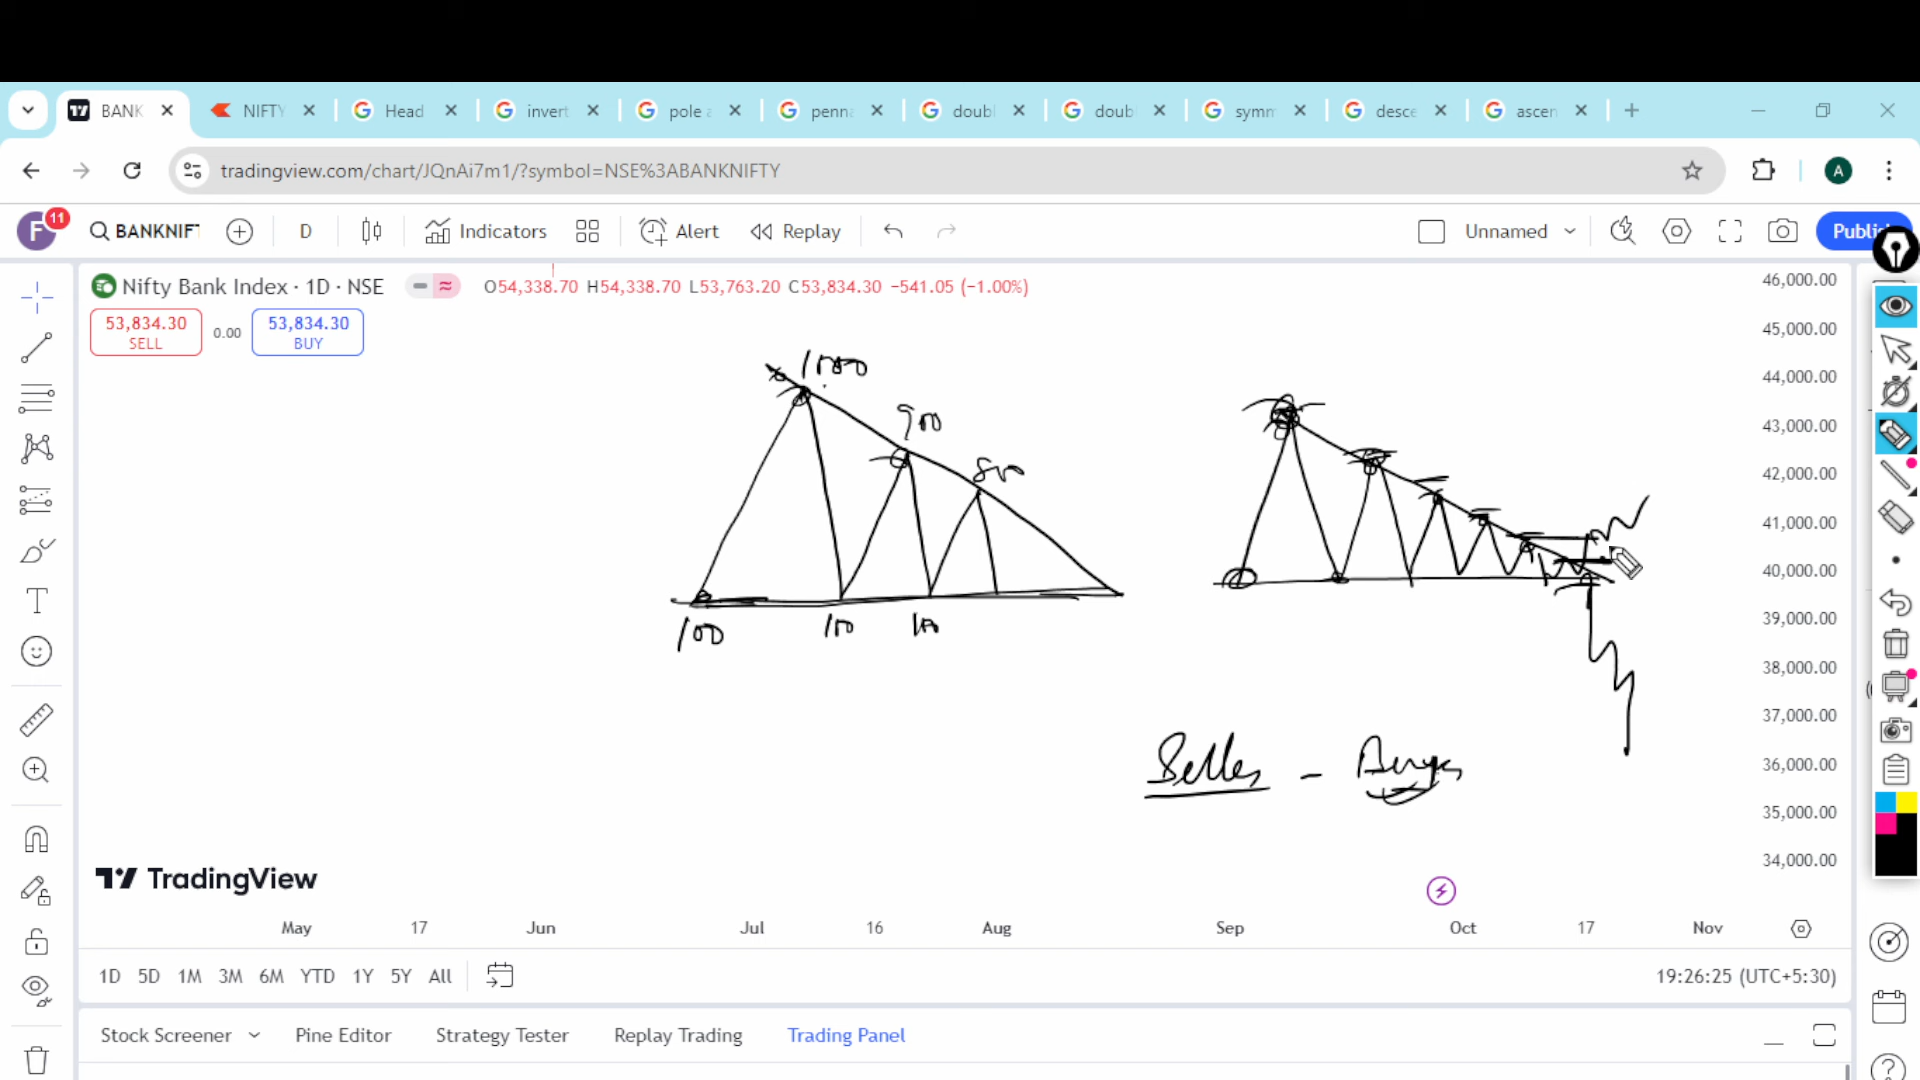 BANK
NIFTY
Head
invert
pole a
penna
doubl
doub
symm
desce
ascen
tradingview.com/chart/JQnAi7m1/?symbol=NSE%3ABANKNIFTY
A
F
11
BANKNIF
D
Indicators
Alert
Replay
Unnamed
Publis
Nifty Bank Index · 1D · NSE
O54,338.70 H54,338.70 L53,763.20 C53,834.30 −541.05 (−1.00%)
53,834.30
SELL
0.00
53,834.30
BUY
46,000.00
45,000.00
44,000.00
43,000.00
42,000.00
41,000.00
40,000.00
39,000.00
38,000.00
37,000.00
36,000.00
35,000.00
34,000.00
1000
900
800
100
100
100
Selles -
TradingView
May 17 Jun Jul 16 Aug Sep Oct 17 Nov
1D 5D 1M 3M 6M YTD 1Y 5Y All
19:26:25 (UTC+5:30)
Stock Screener
Pine Editor
Strategy Tester
Replay Trading
Trading Panel